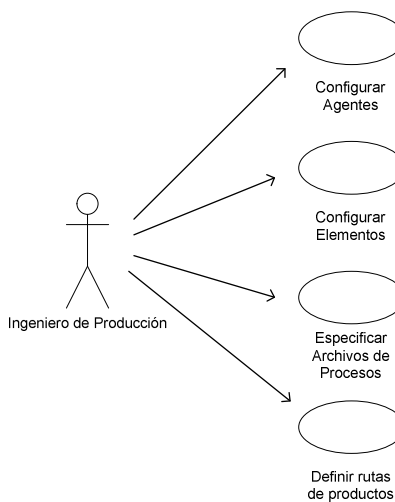 Configurar
Agentes
Configurar
Elementos
Ingeniero de Producción
Especificar
Archivos de
Procesos
Definir rutas
de productos